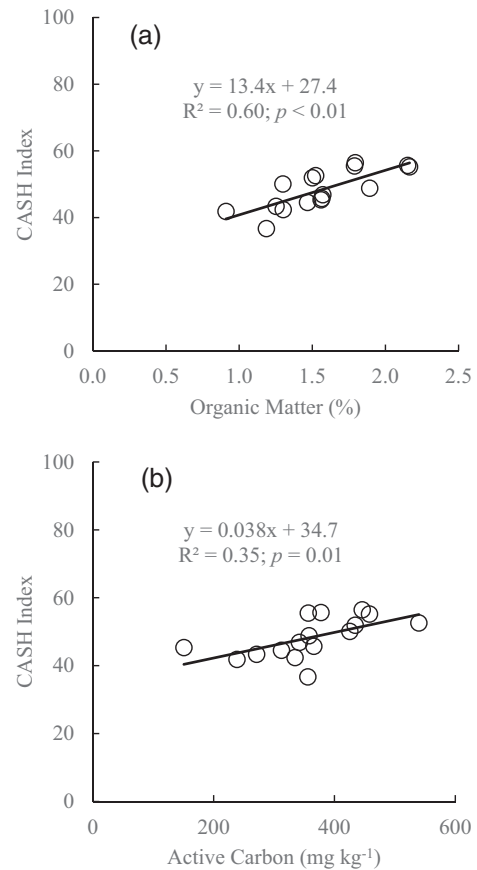 (a)
y = 13.4x + 27.4
R² = 0.60; p < 0.01
100
80
60
40
20
0
CASH Index
0.0 0.5 1.0 1.5 2.0 2.5
Organic Matter (%)
(b)
y = 0.038x + 34.7
R² = 0.35; p = 0.01
100
80
60
40
20
0
CASH Index
0 200 400 600
Active Carbon (mg kg⁻¹)